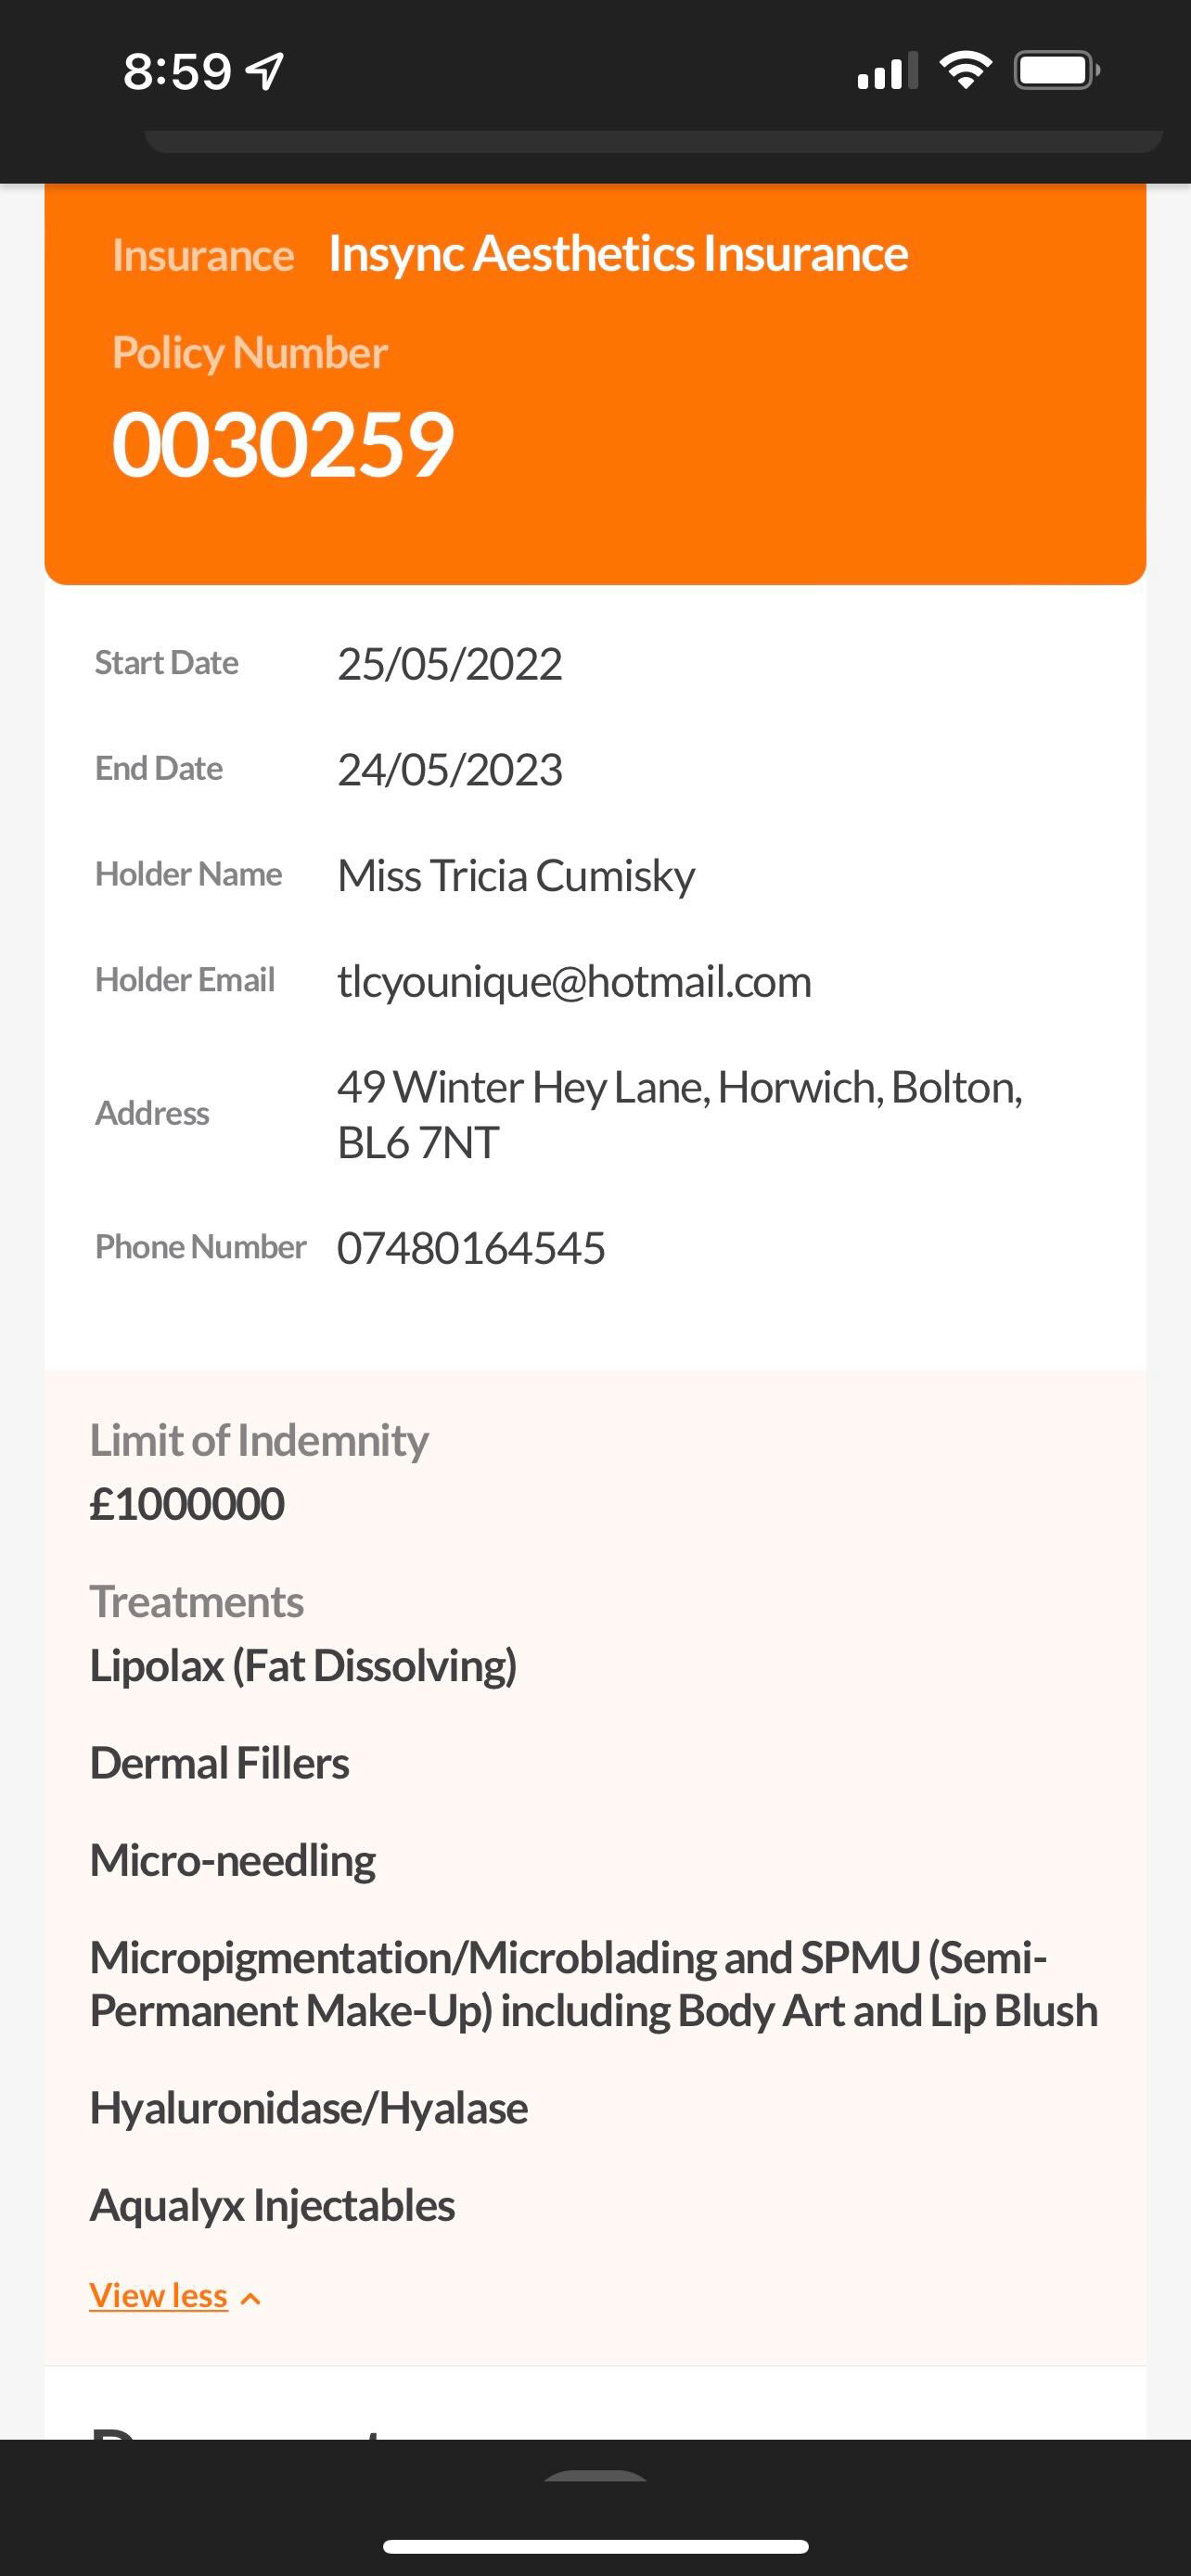 8:59
Insurance Insync Aesthetics Insurance
Policy Number
0030259
Start Date 25/05/2022
End Date 24/05/2023
Holder Name Miss Tricia Cumisky
Holder Email tlcyounique@hotmail.com
Address 49 Winter Hey Lane, Horwich, Bolton,
BL6 7NT
Phone Number 07480164545
Limit of Indemnity
£1000000
Treatments
Lipolax (Fat Dissolving)
Dermal Fillers
Micro-needling
Micropigmentation/Microblading and SPMU (Semi-
Permanent Make-Up) including Body Art and Lip Blush
Hyaluronidase/Hyalase
Aqualyx Injectables
View less